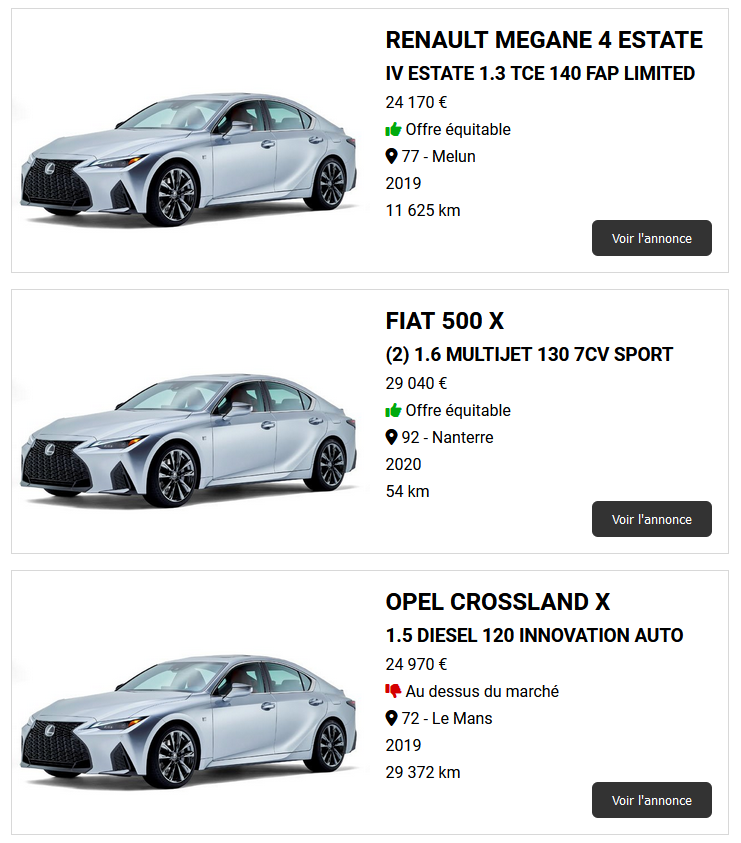 RENAULT MEGANE 4 ESTATE
IV ESTATE 1.3 TCE 140 FAP LIMITED
24 170 €
Offre équitable
77 - Melun
2019
11 625 km
Voir l'annonce
FIAT 500 X
(2) 1.6 MULTIJET 130 7CV SPORT
29 040 €
Offre équitable
92 - Nanterre
2020
54 km
Voir l'annonce
OPEL CROSSLAND X
1.5 DIESEL 120 INNOVATION AUTO
24 970 €
Au dessus du marché
72 - Le Mans
2019
29 372 km
Voir l'annonce